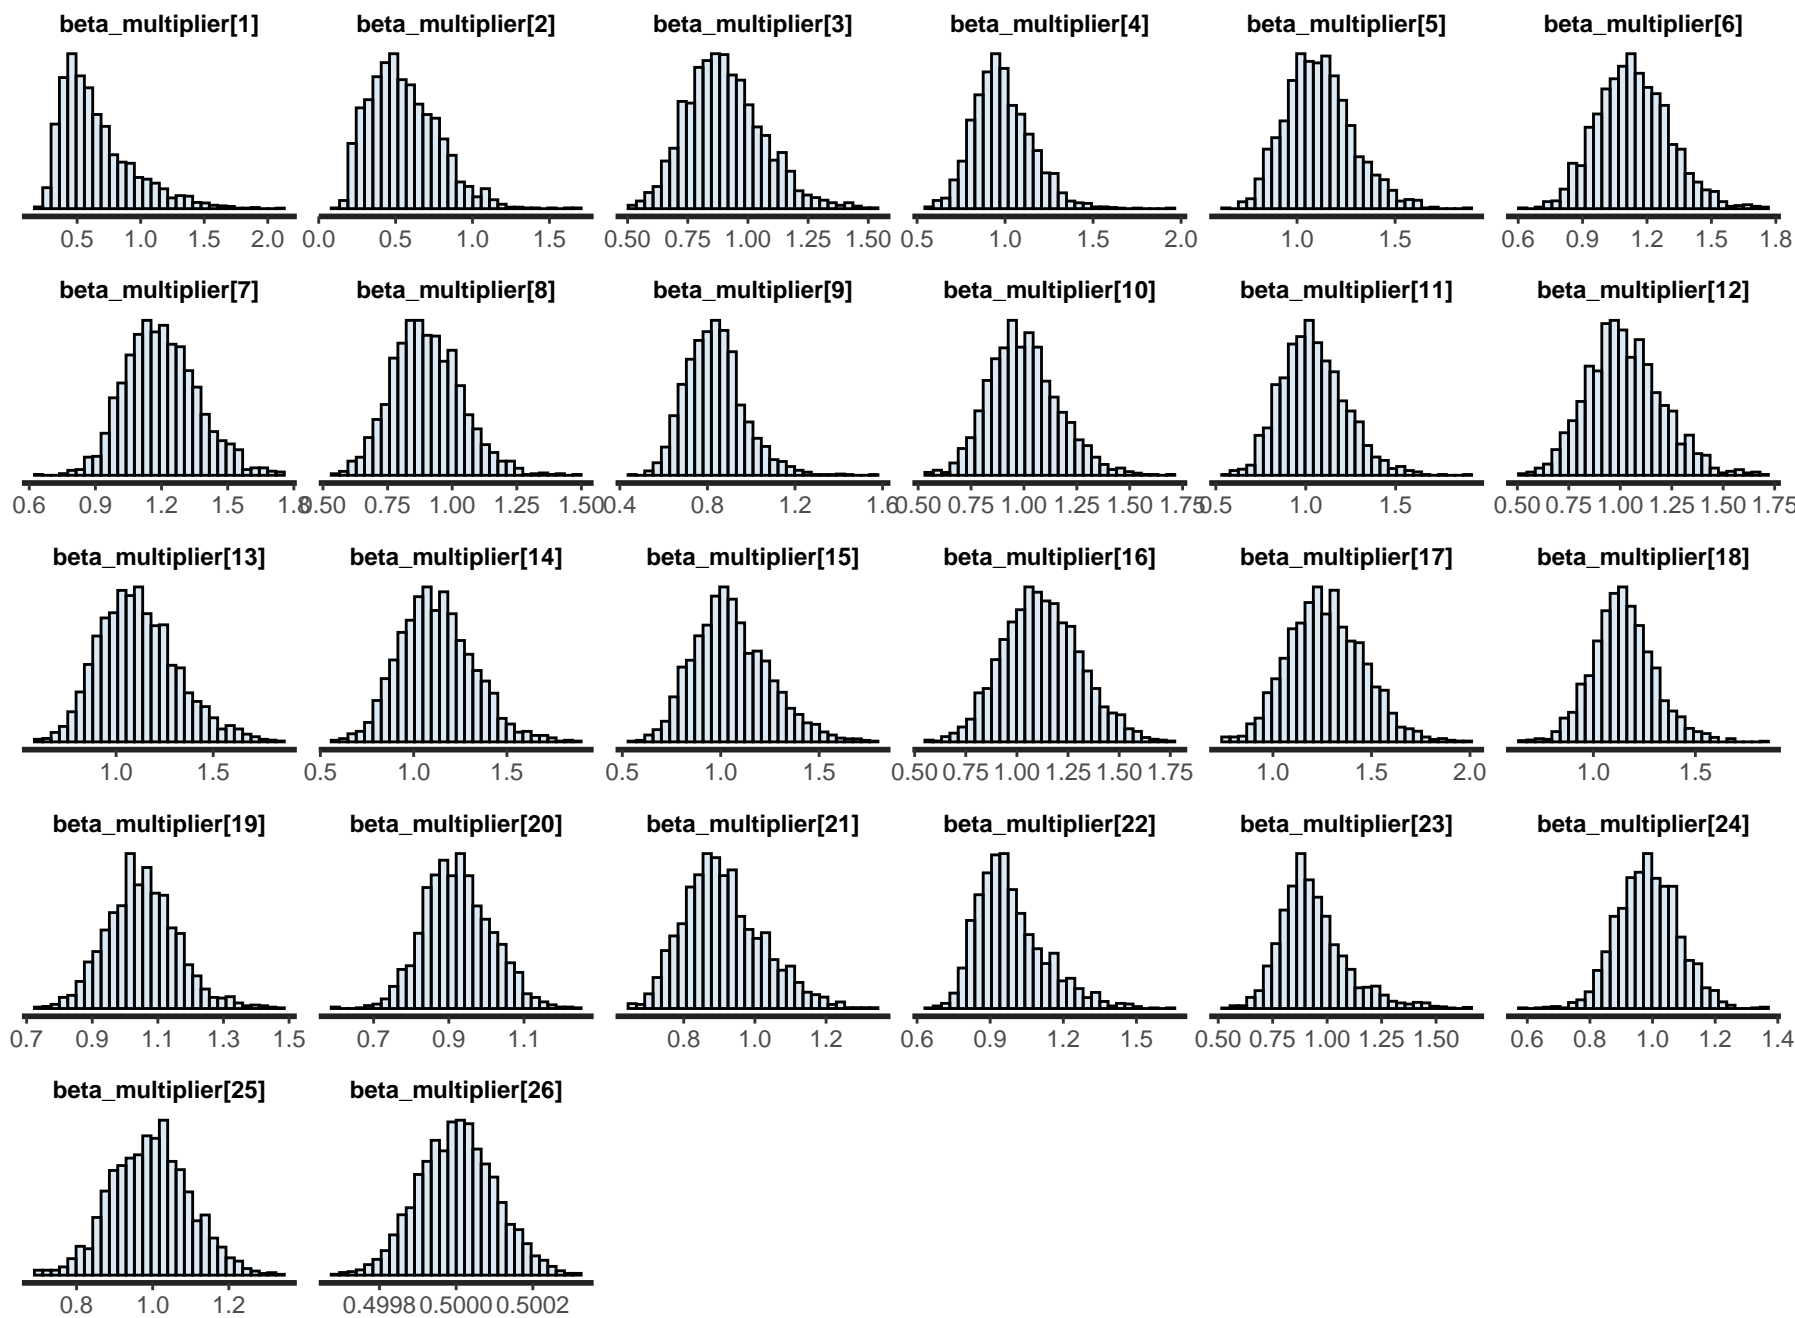 beta_multiplier[1] beta_multiplier[2] beta_multiplier[3] beta_multiplier[4] beta_multiplier[5] beta_multiplier[6]
0.5 1.0 1.5 2.0 0.0 0.5 1.0 1.5 0.50 0.75 1.00 1.25 1.50 0.5 1.0 1.5 2.0 1.0 1.5 0.6 0.9 1.2 1.5 1.8
beta_multiplier[7] beta_multiplier[8] beta_multiplier[9] beta_multiplier[10] beta_multiplier[11] beta_multiplier[12]
0.6 0.9 1.2 1.5 1.8 0.50 0.75 1.00 1.25 1.50 0.4 0.8 1.2 1.6 0.50 0.75 1.00 1.25 1.50 1.75 0.5 1.0 1.5 0.50 0.75 1.00 1.25 1.50 1.75
beta_multiplier[13] beta_multiplier[14] beta_multiplier[15] beta_multiplier[16] beta_multiplier[17] beta_multiplier[18]
1.0 1.5 0.5 1.0 1.5 0.5 1.0 1.5 0.50 0.75 1.00 1.25 1.50 1.75 1.0 1.5 2.0 1.0 1.5
beta_multiplier[19] beta_multiplier[20] beta_multiplier[21] beta_multiplier[22] beta_multiplier[23] beta_multiplier[24]
0.7 0.9 1.1 1.3 1.5 0.7 0.9 1.1 0.8 1.0 1.2 0.6 0.9 1.2 1.5 0.50 0.75 1.00 1.25 1.50 0.6 0.8 1.0 1.2 1.4
beta_multiplier[25] beta_multiplier[26]
0.8 1.0 1.2 0.4998 0.5000 0.5002